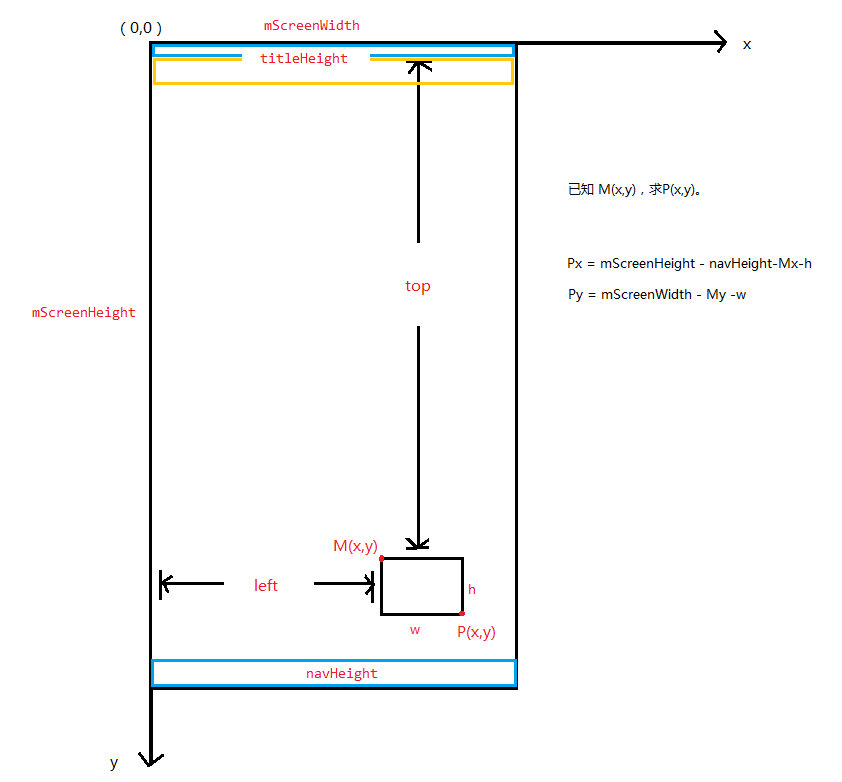 (0,0)
mScreenWidth
x
titleHeight
已知 M(x,y)，求P(x,y)。
Px = mScreenHeight - navHeight-Mx-h
top
Py = mScreenWidth - My -w
mScreenHeight
M(x,y)
left
h
w
P(x,y)
navHeight
y